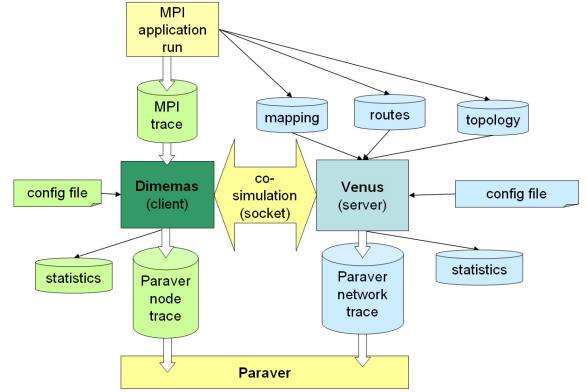 MPI
application
run
MPI
trace
mapping
routes
topology
config file
Dimemas
(client)
co-
simulation
(socket)
Venus
(server)
config file
statistics
Paraver
node
trace
Paraver
network
trace
statistics
Paraver